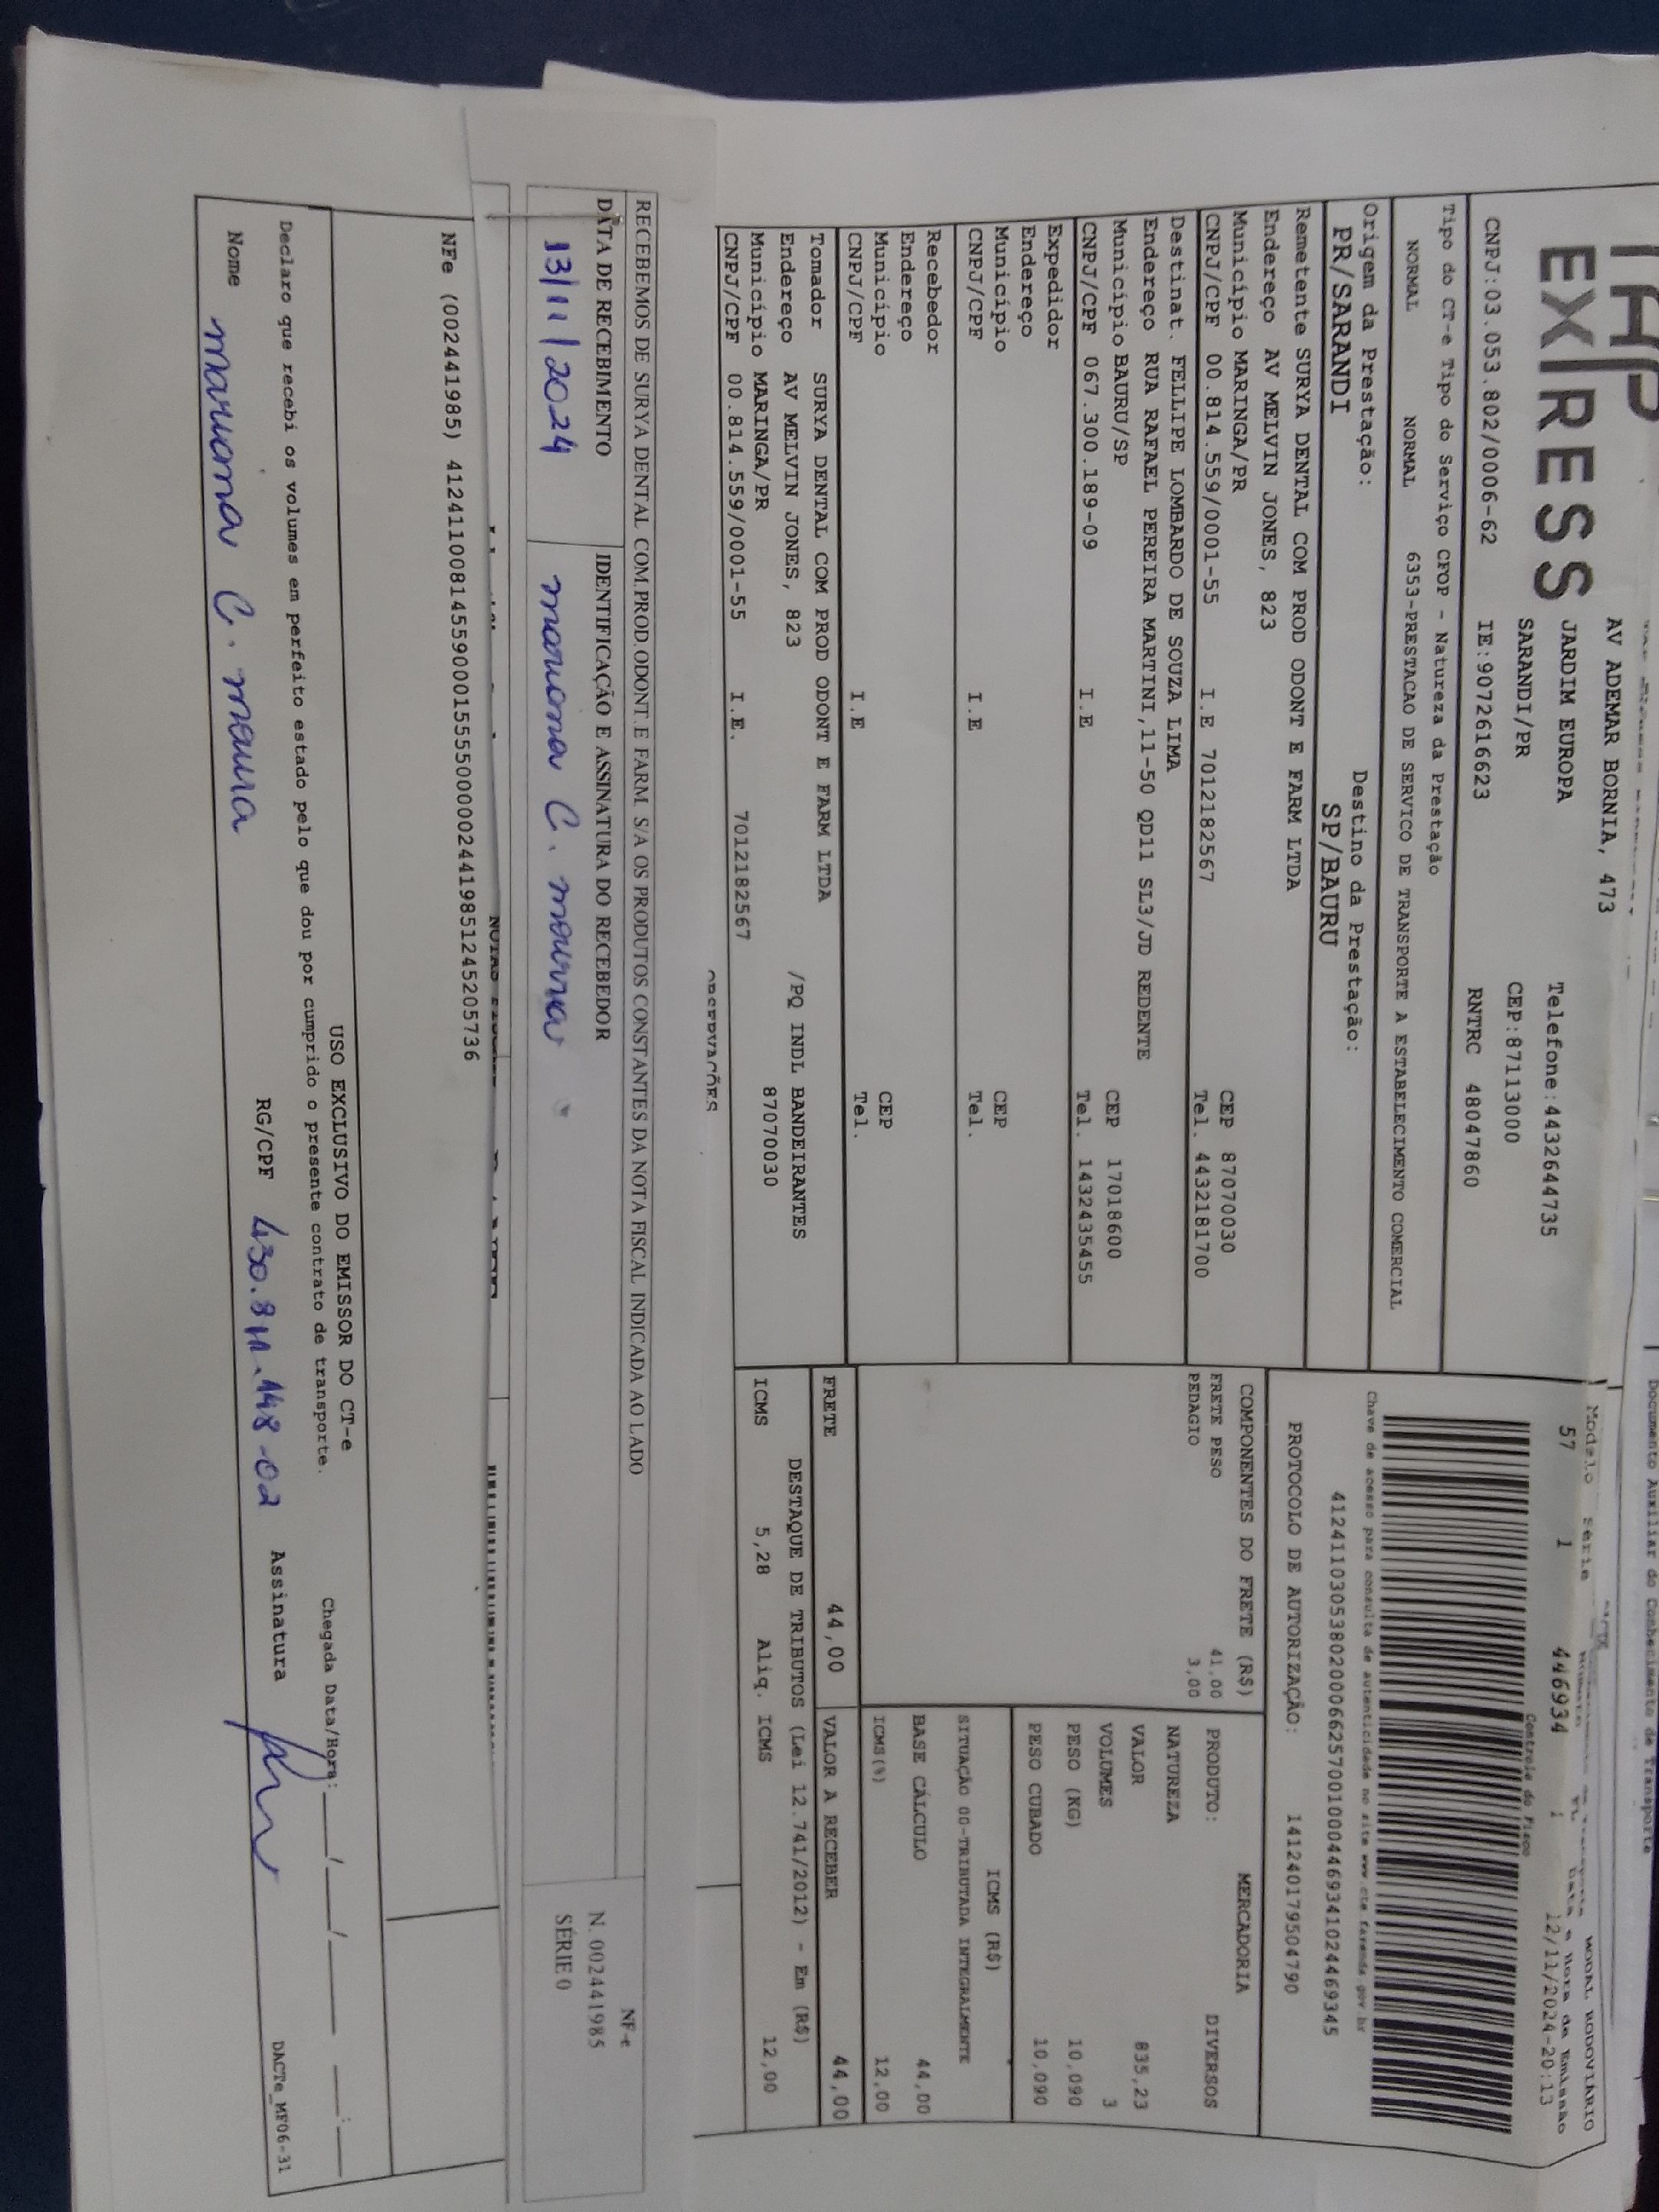 Documento Auxiliar do Conhecimento de Transporte
EXPRESS
AV ADEMAR BORNIA, 473
JARDIM EUROPA
Telefone:4432644735
SARANDI/PR
CEP:87113000
CNPJ:03.053.802/0006-62 IE:9072616623 RNTRC 48047860
MODAL RODOVIÁRIO
Modelo Série Data e Hora da Emissão
57 1 446934 12/11/2024-20:13
Controle do Fisco
Chave de acesso para consulta de autenticidade no site www.cte.fazenda.gov.br
41241103053802000662570010004469341024469345
PROTOCOLO DE AUTORIZAÇÃO: 141240179504790
Tipo do CT-e Tipo do Serviço CFOP - Natureza da Prestação
NORMAL NORMAL 6353-PRESTACAO DE SERVICO DE TRANSPORTE A ESTABELECIMENTO COMERCIAL
Origem da Prestação: Destino da Prestação:
PR/SARANDI SP/BAURU
Remetente SURYA DENTAL COM PROD ODONT E FARM LTDA
Endereço AV MELVIN JONES, 823
Município MARINGA/PR CEP 87070030
CNPJ/CPF 00.814.559/0001-55 I.E 7012182567 Tel. 4432181700
Destinat. FELLIPE LOMBARDO DE SOUZA LIMA
Endereço RUA RAFAEL PEREIRA MARTINI,11-50 QD11 SL3/JD REDENTE
Município BAURU/SP CEP 17018600
CNPJ/CPF 067.300.189-09 I.E Tel. 1432435455
Expedidor
Endereço
Município CEP
CNPJ/CPF I.E Tel.
Recebedor
Endereço
Município CEP
CNPJ/CPF I.E Tel.
Tomador SURYA DENTAL COM PROD ODONT E FARM LTDA
Endereço AV MELVIN JONES, 823 /PQ INDL BANDEIRANTES
Município MARINGA/PR 87070030
CNPJ/CPF 00.814.559/0001-55 I.E. 7012182567
COMPONENTES DO FRETE (R$)
FRETE PESO 41,00
PEDAGIO 3,00
MERCADORIA
PRODUTO: DIVERSOS
NATUREZA
VALOR 835,23
VOLUMES 3
PESO (KG) 10,090
PESO CUBADO 10,090
ICMS (R$)
SITUAÇÃO 00-TRIBUTADA INTEGRALMENTE
BASE CÁLCULO 44,00
ICMS(%) 12,00
FRETE 44,00 VALOR A RECEBER 44,00
DESTAQUE DE TRIBUTOS (Lei 12.741/2012) - Em (R$)
ICMS 5,28 Aliq. ICMS 12,00
OBSERVAÇÕES
RECEBEMOS DE SURYA DENTAL COM.PROD.ODONT.E FARM. S/A OS PRODUTOS CONSTANTES DA NOTA FISCAL INDICADA AO LADO
DATA DE RECEBIMENTO IDENTIFICAÇÃO E ASSINATURA DO RECEBEDOR
13/11/2024 mariana C. moura
NF-e
N. 002441985
SÉRIE 0
NFe (002441985) 41241100814559000155550000024419851245205736
USO EXCLUSIVO DO EMISSOR DO CT-e
Declaro que recebi os volumes em perfeito estado pelo que dou por cumprido o presente contrato de transporte.
Chegada Data/Hora: ___/___/____ __:__
Nome mariana C. moura RG/CPF Assinatura
DACTe_MF06-31